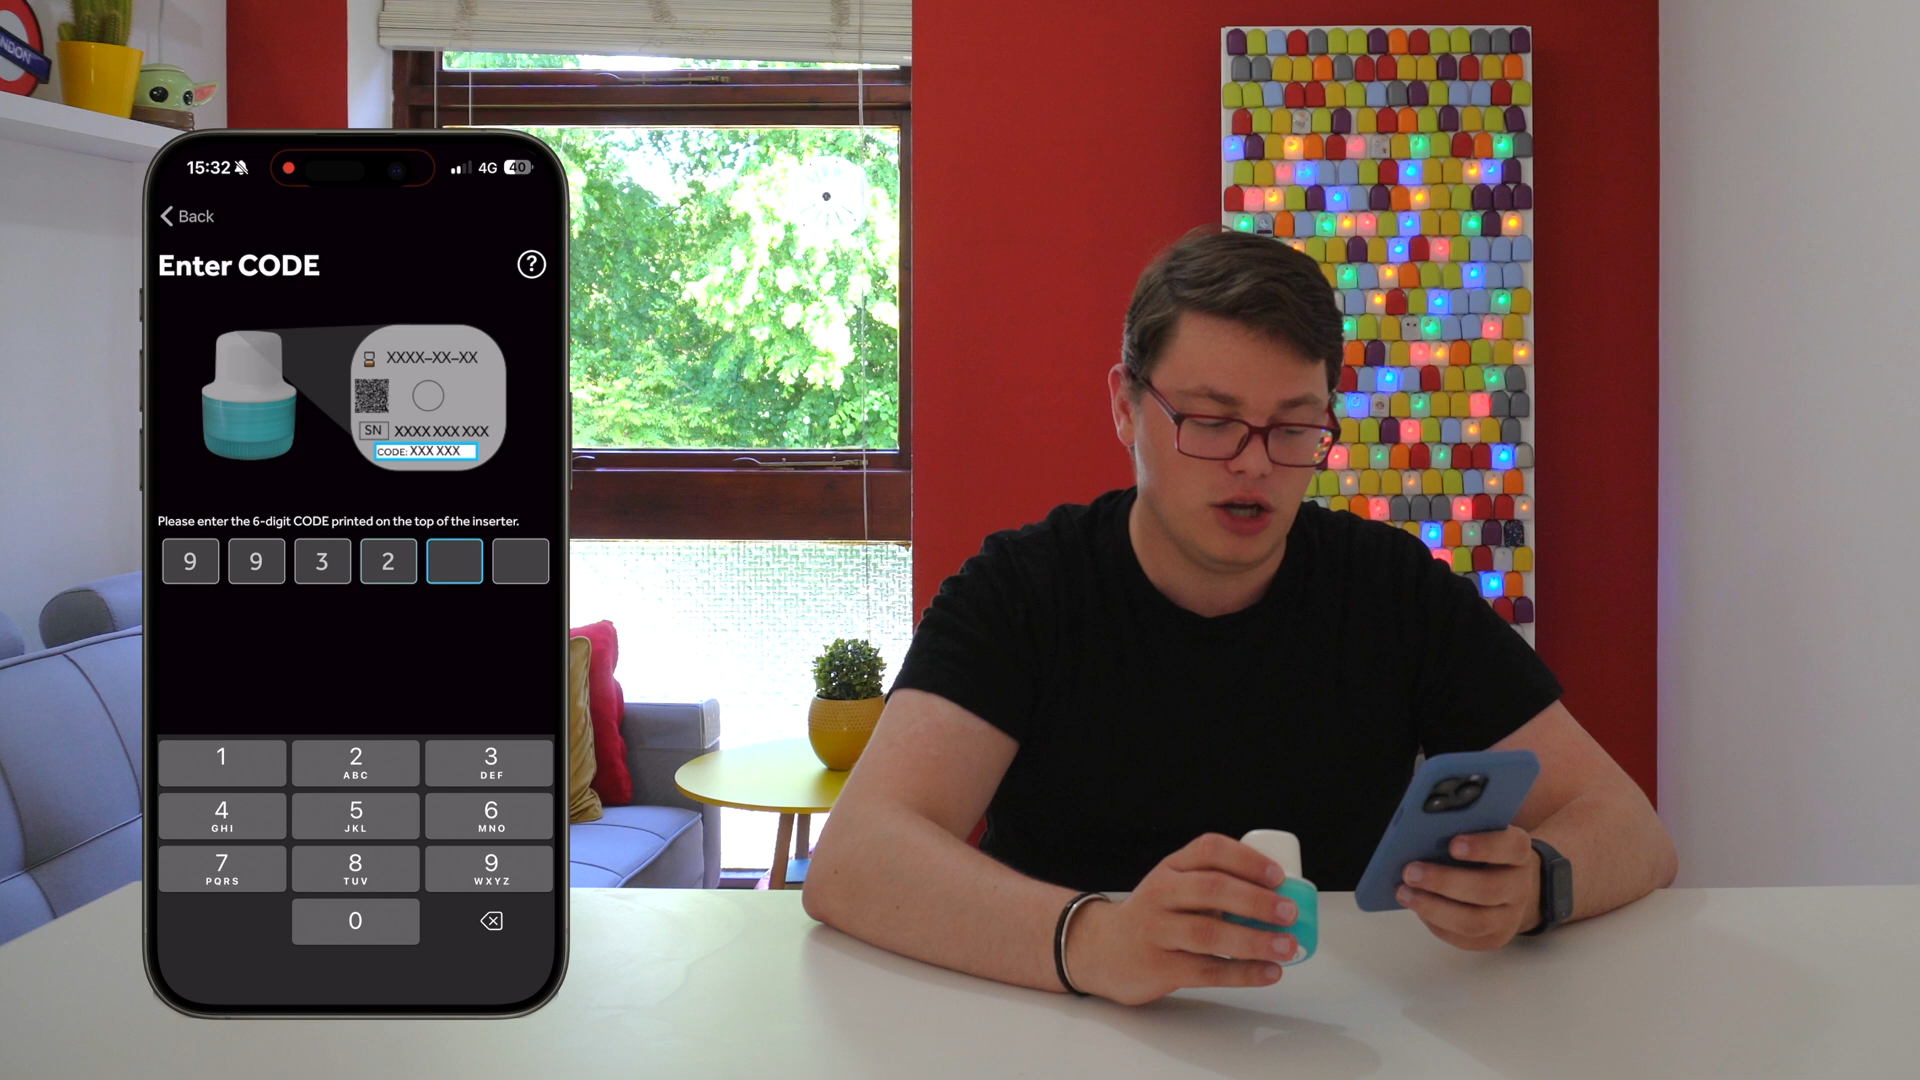 NDON
15:32
4G
40
Back
Enter CODE
?
XXXX-XX-XX
SN XXXX XXX XXX
CODE: XXX XXX
Please enter the 6-digit CODE printed on the top of the inserter.
9 9 3 2
1
2 ABC
3 DEF
4 GHI
5 JKL
6 MNO
7 PQRS
8 TUV
9 WXYZ
0